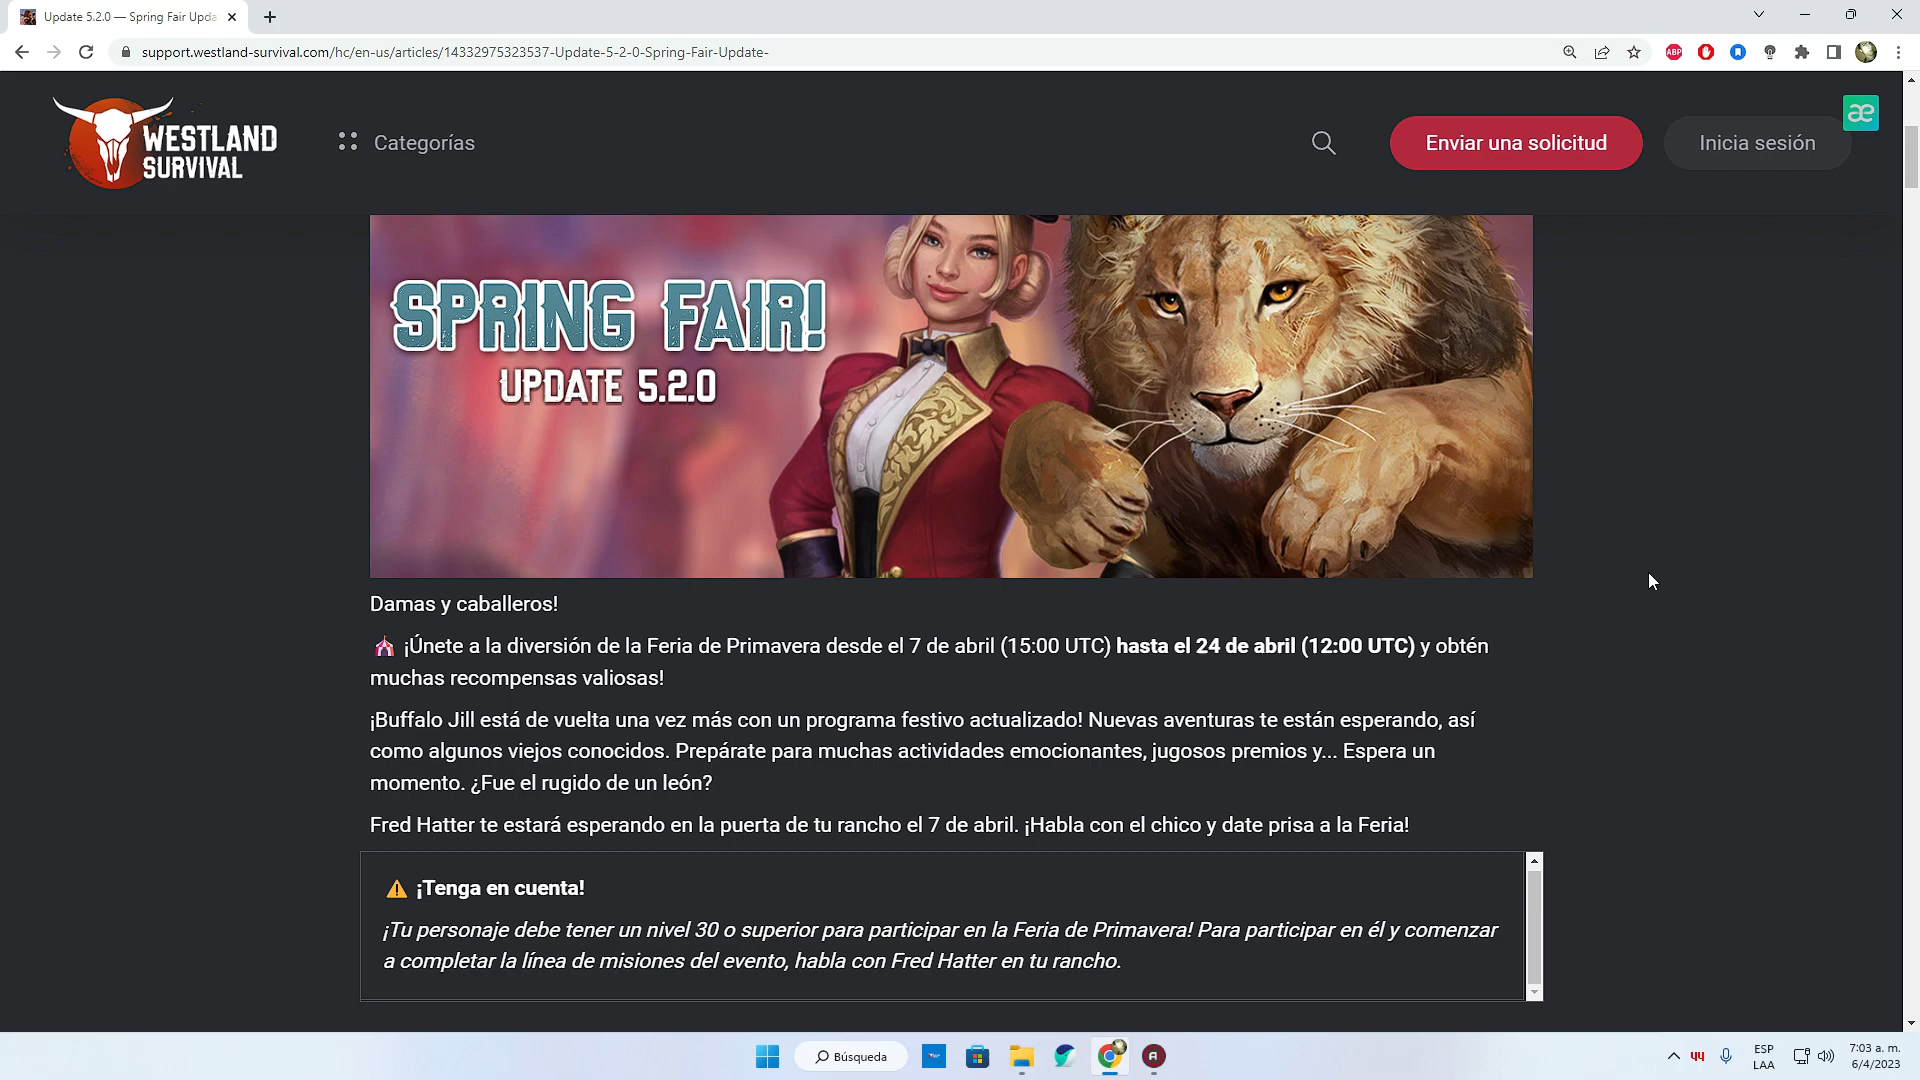 Update 5.2.0 — Spring Fair Upda
support.westland-survival.com/hc/en-us/articles/14332975323537-Update-5-2-0-Spring-Fair-Update-
ABP
WESTLAND
SURVIVAL
Categorías
Enviar una solicitud
Inicia sesión
æ
SPRING FAIR!
UPDATE 5.2.0
Damas y caballeros!
🎪 ¡Únete a la diversión de la Feria de Primavera desde el 7 de abril (15:00 UTC) hasta el 24 de abril (12:00 UTC) y obtén
muchas recompensas valiosas!
¡Buffalo Jill está de vuelta una vez más con un programa festivo actualizado! Nuevas aventuras te están esperando, así
como algunos viejos conocidos. Prepárate para muchas actividades emocionantes, jugosos premios y... Espera un
momento. ¿Fue el rugido de un león?
Fred Hatter te estará esperando en la puerta de tu rancho el 7 de abril. ¡Habla con el chico y date prisa a la Feria!
⚠ ¡Tenga en cuenta!
¡Tu personaje debe tener un nivel 30 o superior para participar en la Feria de Primavera! Para participar en él y comenzar
a completar la línea de misiones del evento, habla con Fred Hatter en tu rancho.
Búsqueda
ESP
LAA
7:03 a. m.
6/4/2023